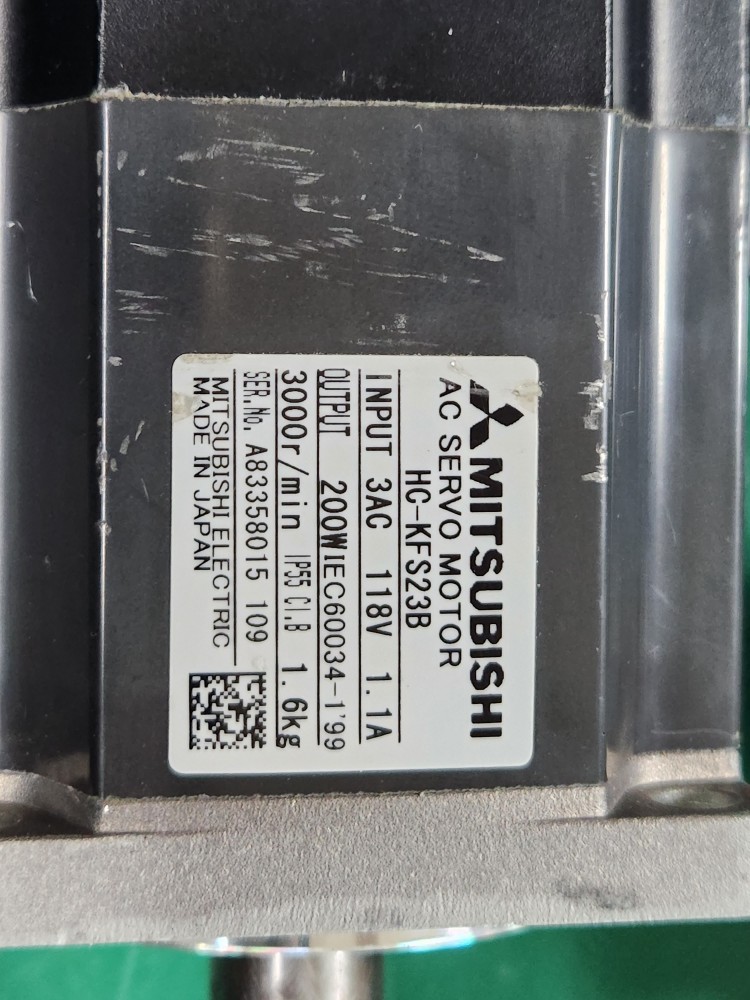 MITSUBISHI
AC SERVO MOTOR
HC-KFS23B
INPUT 3AC 118V 1.1A
OUTPUT 200W IEC60034-1'99
3000r/min IP55 Cl.B 1.6kg
SER.No. A83358015 109
MITSUBISHI ELECTRIC
MADE IN JAPAN